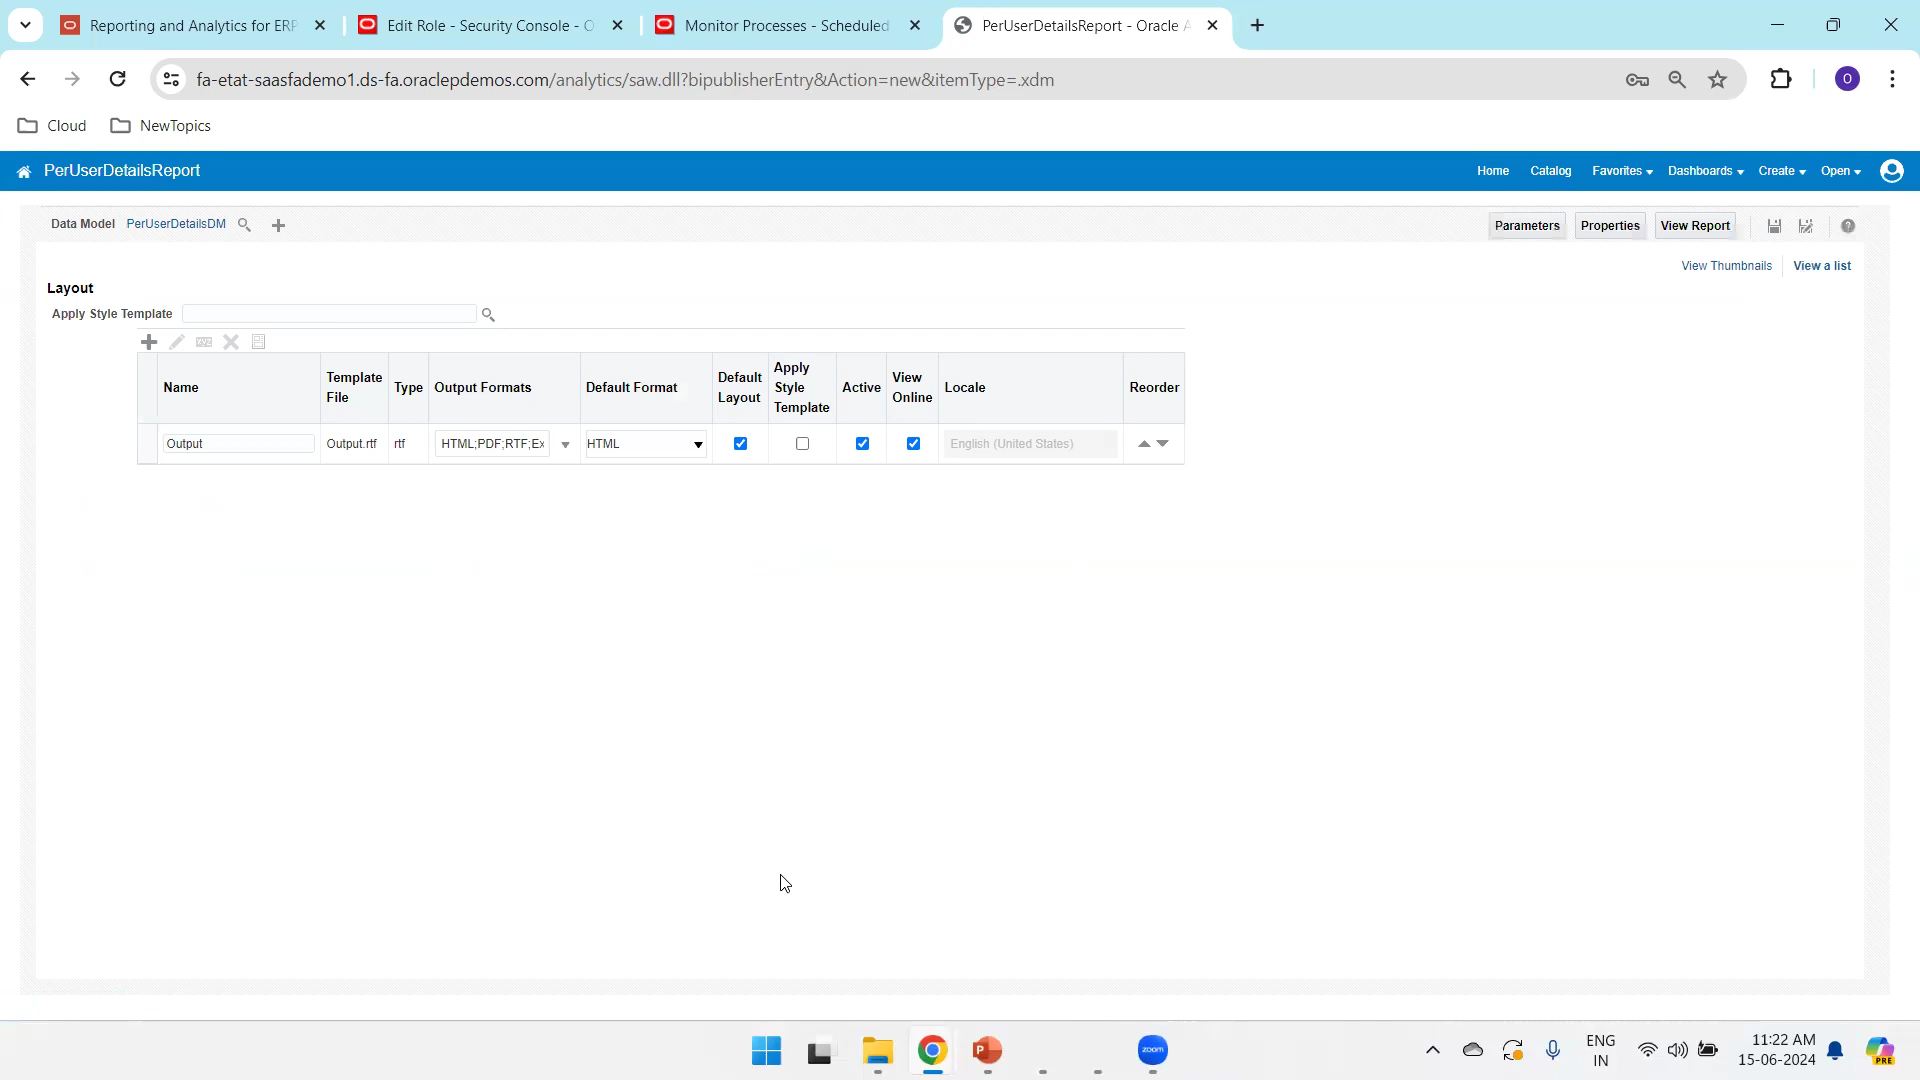 Reporting and Analytics for ERP
Edit Role - Security Console - O
Monitor Processes - Scheduled
PerUserDetailsReport - Oracle A
fa-etat-saasfademo1.ds-fa.oraclepdemos.com/analytics/saw.dll?bipublisherEntry&Action=new&itemType=.xdm
O
Cloud
NewTopics
PerUserDetailsReport
Home
Catalog
Favorites
Dashboards
Create
Open
Data Model
PerUserDetailsDM
Parameters
Properties
View Report
View Thumbnails
View a list
Layout
Apply Style Template
Name
Template File
Type
Output Formats
Default Format
Default Layout
Apply Style Template
Active
View Online
Locale
Reorder
Output
Output.rtf
rtf
HTML;PDF;RTF;Ex
HTML
English (United States)
zoom
ENG
IN
11:22 AM
15-06-2024
PRE